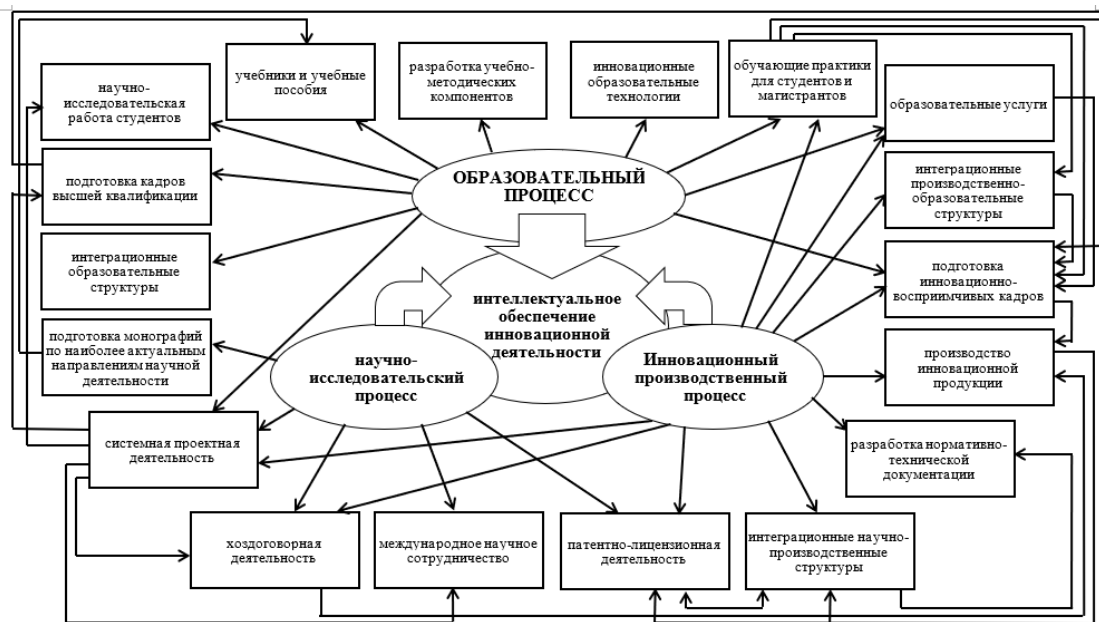 научно-
исследовательская
работа студентов
учебники и учебные
пособия
разработка учебно-
методических
компонентов
инновационные
образовательные
технологии
обучающие практики
для студентов и
магистрантов
образовательные услуги
подготовка кадров
высшей квалификации
ОБРАЗОВАТЕЛЬНЫЙ
ПРОЦЕСС
интеграционные
производственно-
образовательные
структуры
интеграционные
образовательные
структуры
подготовка
инновационно-
восприимчивых кадров
интеллектуальное
обеспечение
инновационной
деятельности
подготовка монографий
по наиболее актуальным
направлениям научной
деятельности
научно-
исследовательский
процесс
Инновационный
производственный
процесс
производство
инновационной
продукции
системная проектная
деятельность
разработка нормативно-
технической
документации
хоздоговорная
деятельность
международное научное
сотрудничество
патентно-лицензионная
деятельность
интеграционные научно-
производственные
структуры